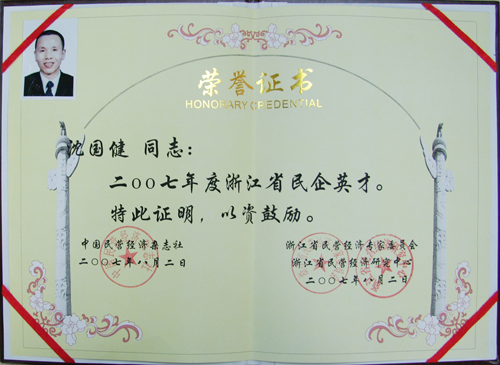 荣誉证书
HONORARY CREDENTIAL
沈国健 同志：
二〇〇七年度浙江省民企英才。
特此证明，以资鼓励。
中国民营经济杂志社
二〇〇七年八月二日
浙江省民营经济专家委员会
浙江省民营经济研究中心
二〇〇七年八月二日